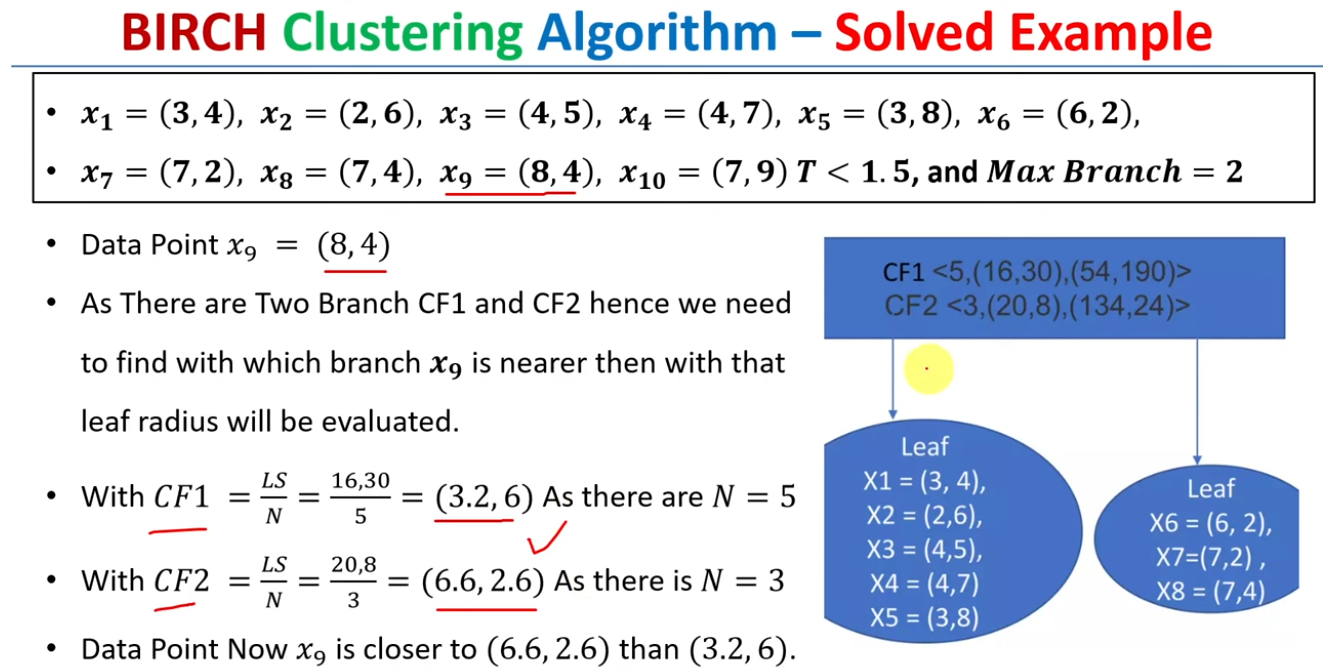 BIRCH Clustering Algorithm – Solved Example
• x₁ = (3, 4), x₂ = (2, 6), x₃ = (4, 5), x₄ = (4, 7), x₅ = (3, 8), x₆ = (6, 2),
• x₇ = (7, 2), x₈ = (7, 4), x₉ = (8, 4), x₁₀ = (7, 9) T < 1.5, and Max Branch = 2
• Data Point x₉ = (8, 4)
• As There are Two Branch CF1 and CF2 hence we need
to find with which branch x₉ is nearer then with that
leaf radius will be evaluated.
• With CF1 = LS/N = 16,30/5 = (3.2, 6) As there are N = 5
• With CF2 = LS/N = 20,8/3 = (6.6, 2.6) As there is N = 3
• Data Point Now x₉ is closer to (6.6, 2.6) than (3.2, 6).
CF1 <5,(16,30),(54,190)>
CF2 <3,(20,8),(134,24)>
Leaf
X1 = (3, 4),
X2 = (2,6),
X3 = (4,5),
X4 = (4,7)
X5 = (3,8)
Leaf
X6 = (6, 2),
X7=(7,2) ,
X8 = (7,4)